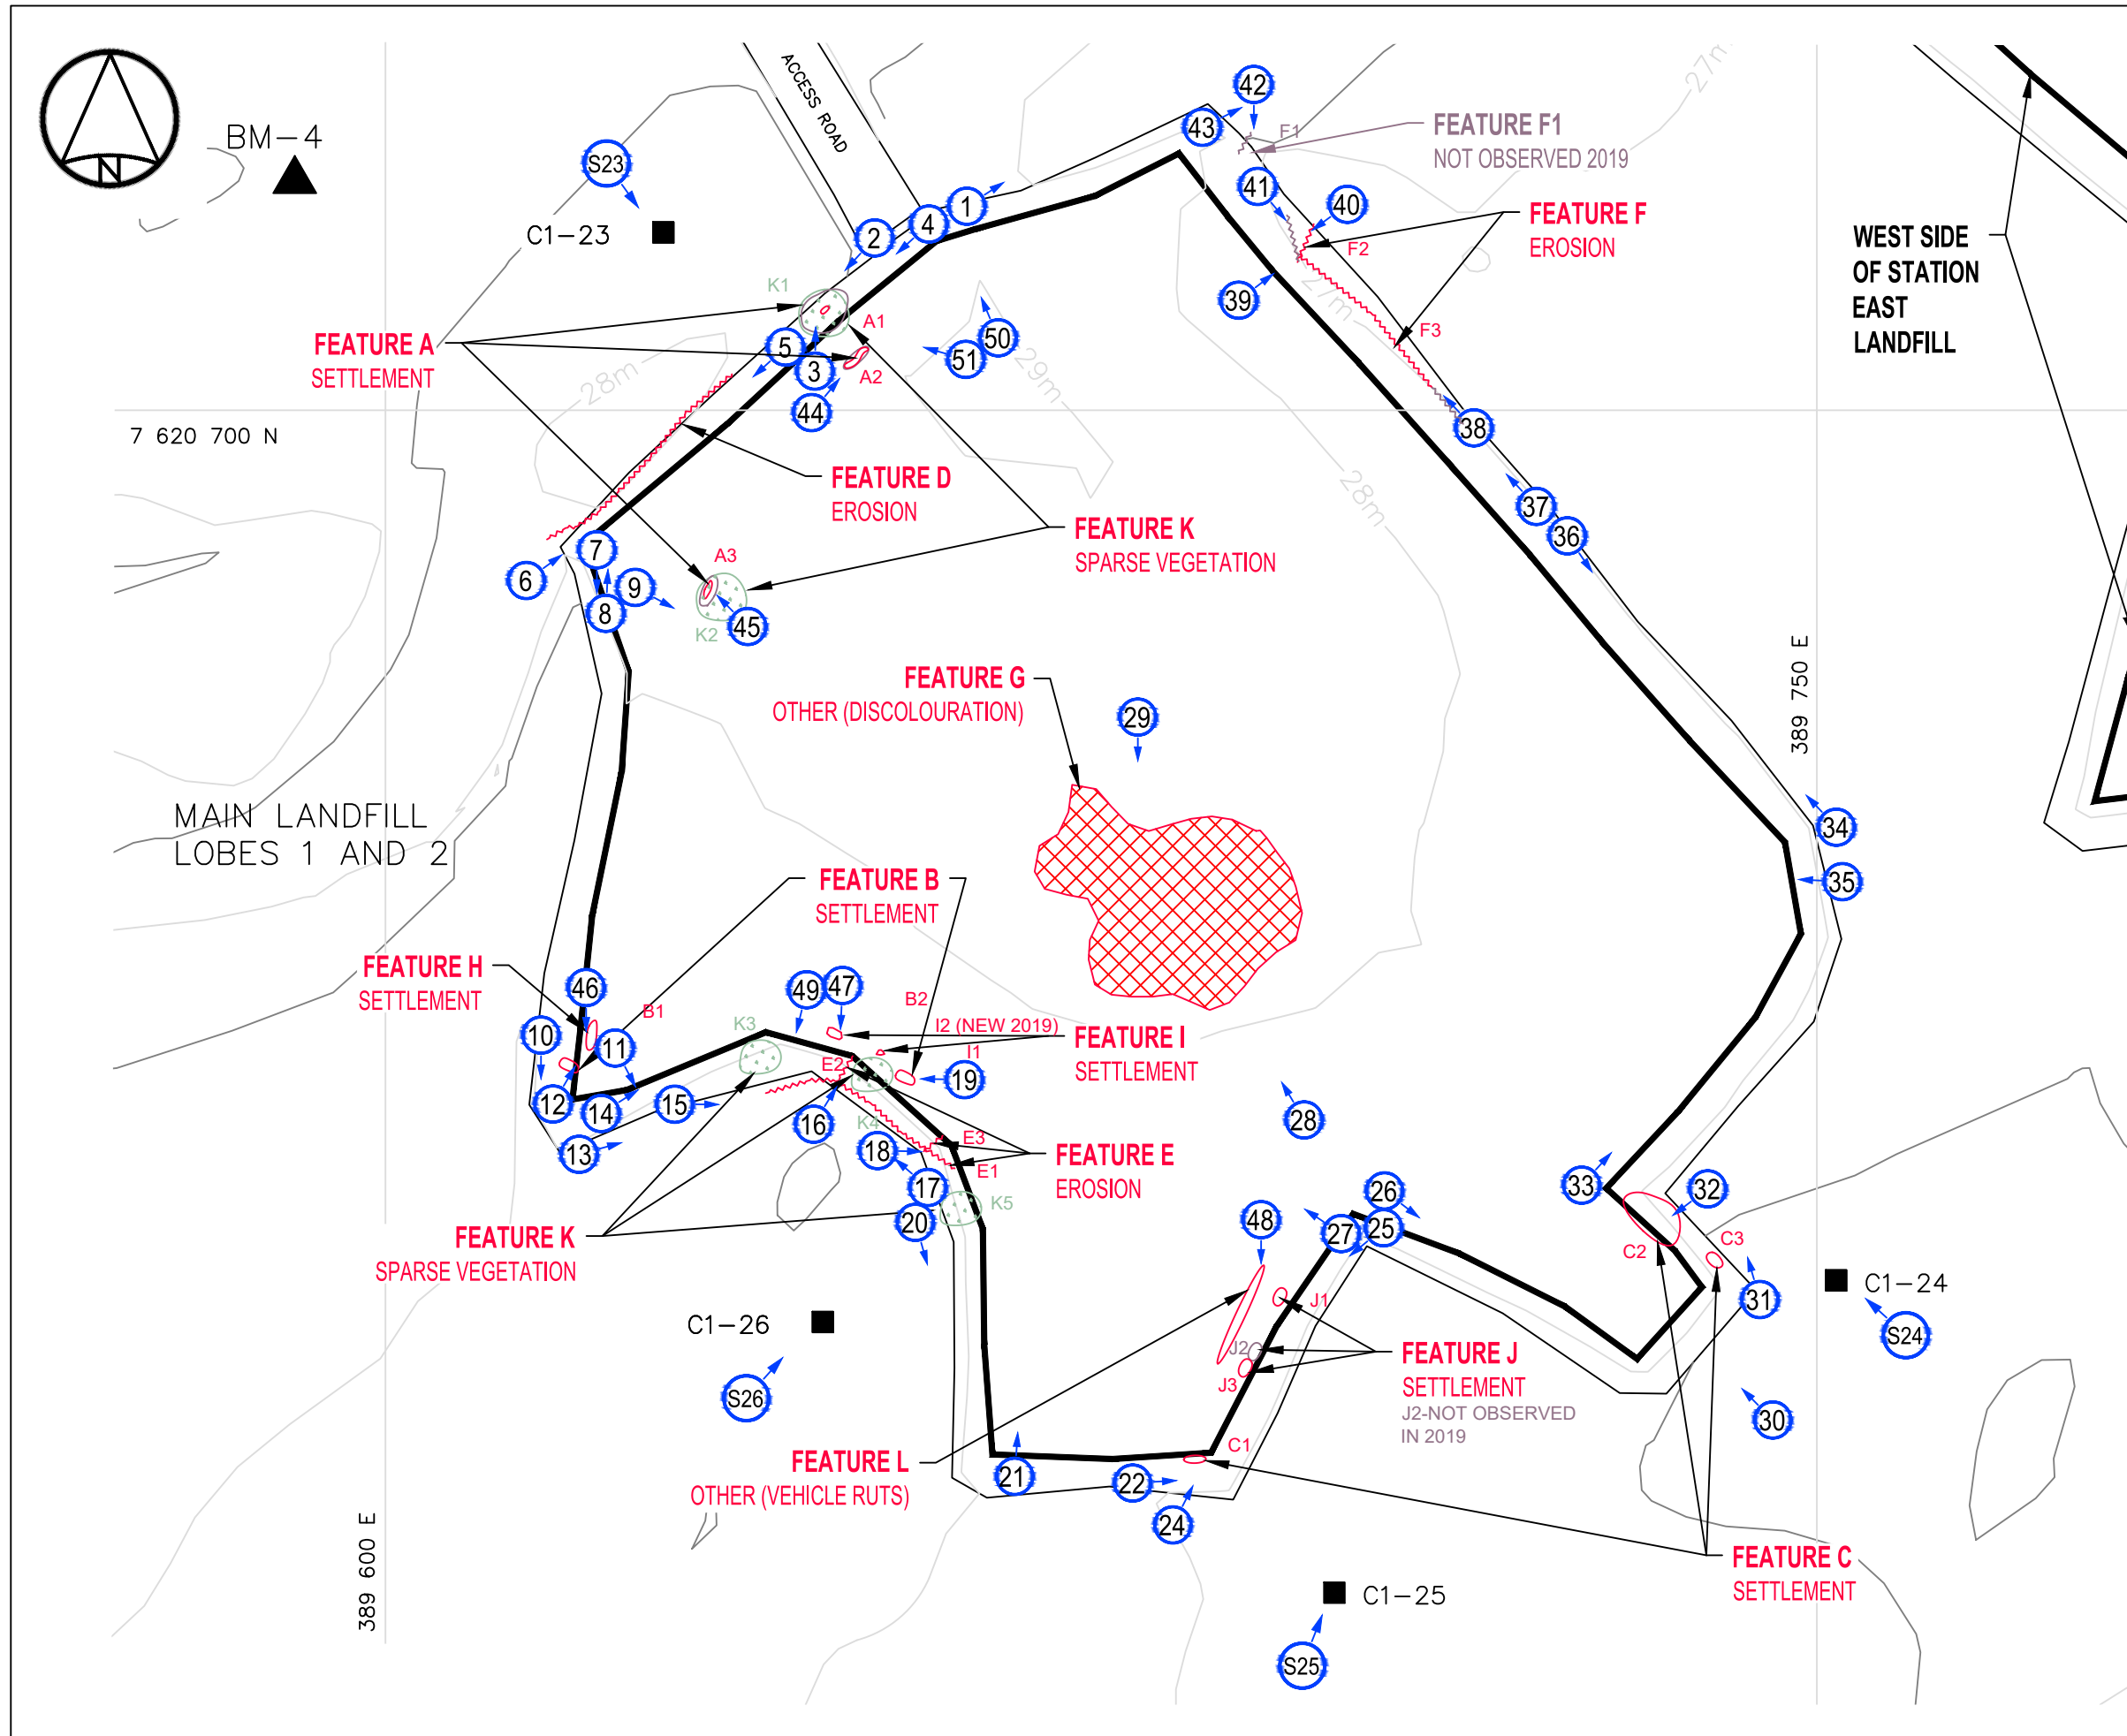 N
BM-4
S23
C1-23
ACCESS ROAD
42
43
F1
FEATURE F1
NOT OBSERVED 2019
27m
41
40
FEATURE F
EROSION
F2
1
4
2
WEST SIDE
OF STATION
EAST
LANDFILL
K1
39
27m
FEATURE A
SETTLEMENT
A1
5
3
A2
44
50
51
29m
F3
28m
38
7 620 700 N
FEATURE D
EROSION
37
36
28m
FEATURE K
SPARSE VEGETATION
7
6
9
8
A3
K2
45
FEATURE G
OTHER (DISCOLOURATION)
29
389 750 E
MAIN LANDFILL
LOBES 1 AND 2
34
35
FEATURE B
SETTLEMENT
FEATURE H
SETTLEMENT
46
B1
10
11
49
47
B2
K3
I2 (NEW 2019)
I1
FEATURE I
SETTLEMENT
E2
19
12
14
15
13
16
K4
18
17
20
E3
E1
K5
28
FEATURE E
EROSION
33
32
FEATURE K
SPARSE VEGETATION
48
26
27
25
C2
C3
31
C1-24
S24
C1-26
S26
J1
J2
J3
FEATURE J
SETTLEMENT
J2-NOT OBSERVED
IN 2019
30
FEATURE L
OTHER (VEHICLE RUTS)
21
22
24
C1
389 600 E
FEATURE C
SETTLEMENT
C1-25
S25